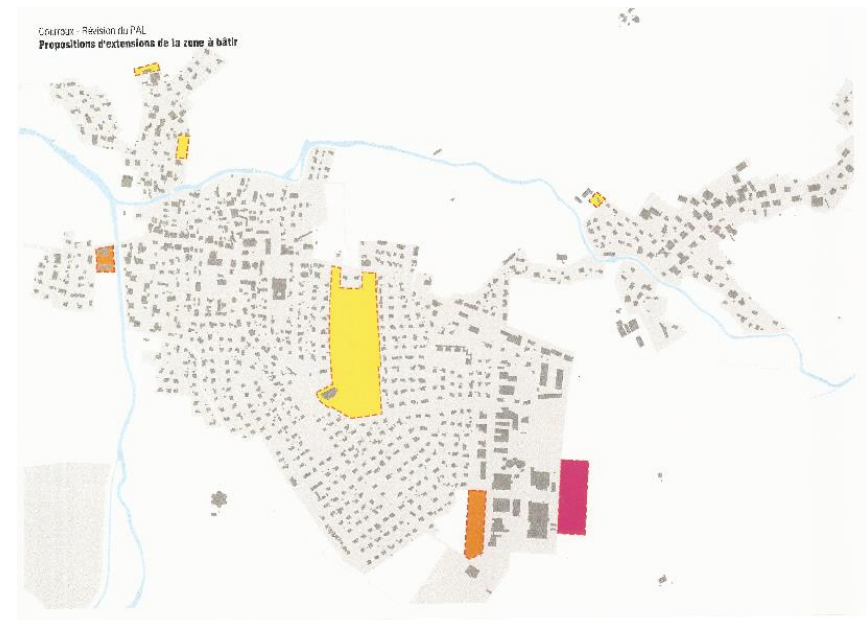 Courroux - Révision du PAL
Propositions d'extensions de la zone à bâtir